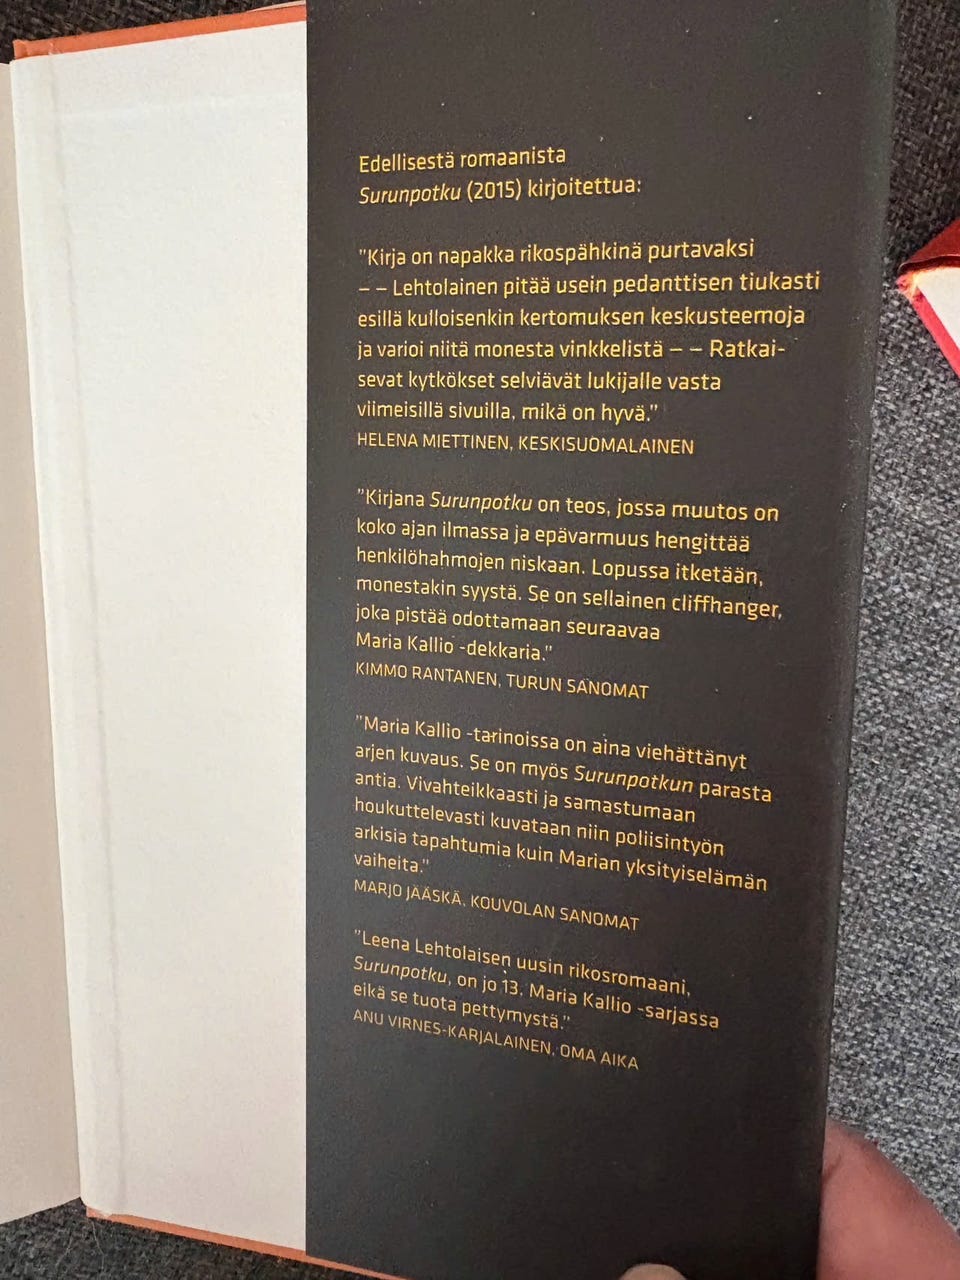 Edellisestä romaanista
Surunpotku (2015) kirjoitettua:
"Kirja on napakka rikospähkinä purtavaksi
– – Lehtolainen pitää usein pedanttisen tiukasti
esillä kulloisenkin kertomuksen keskusteemoja
ja varioi niitä monesta vinkkelistä – – Ratkai-
sevat kytkökset selviävät lukijalle vasta
viimeisillä sivuilla, mikä on hyvä."
HELENA MIETTINEN, KESKISUOMALAINEN
"Kirjana Surunpotku on teos, jossa muutos on
koko ajan ilmassa ja epävarmuus hengittää
henkilöhahmojen niskaan. Lopussa itketään,
monestakin syystä. Se on sellainen cliffhanger,
joka pistää odottamaan seuraavaa
Maria Kallio -dekkaria."
KIMMO RANTANEN, TURUN SANOMAT
"Maria Kallio -tarinoissa on aina viehättänyt
arjen kuvaus. Se on myös Surunpotkun parasta
antia. Vivahteikkaasti ja samastumaan
houkuttelevasti kuvataan niin poliisintyön
arkisia tapahtumia kuin Marian yksityiselämän
vaiheita."
MARJO JÄÄSKÄ, KOUVOLAN SANOMAT
"Leena Lehtolaisen uusin rikosromaani,
Surunpotku, on jo 13. Maria Kallio -sarjassa
eikä se tuota pettymystä."
ANU VIRNES-KARJALAINEN, OMA AIKA